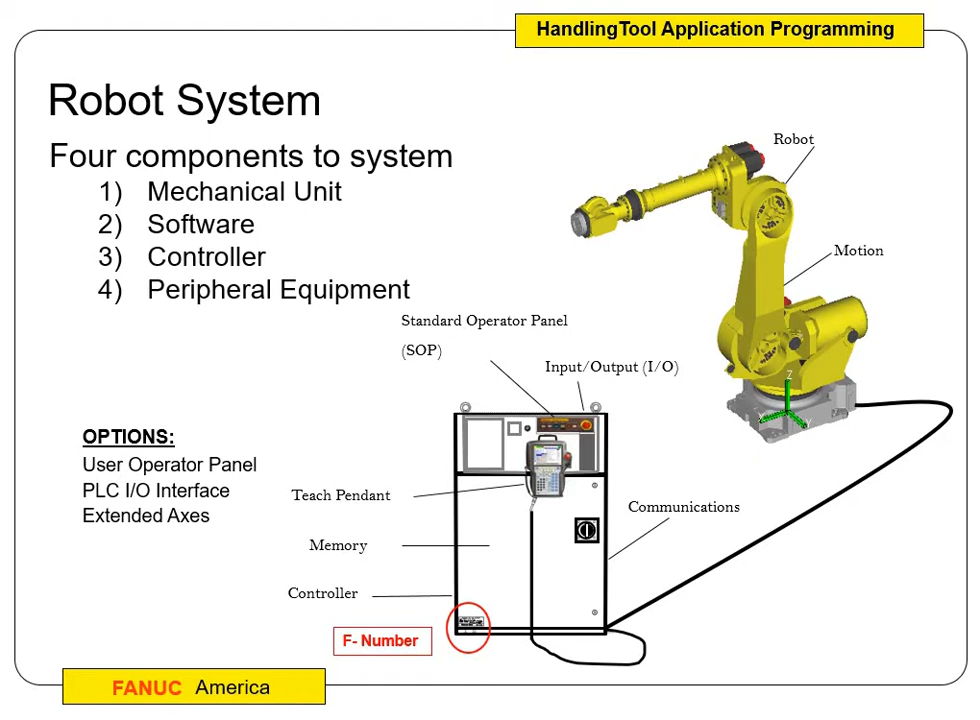 HandlingTool Application Programming
Robot System
Four components to system
1) Mechanical Unit
2) Software
3) Controller
4) Peripheral Equipment
Robot
Motion
Standard Operator Panel
(SOP)
Input/Output (I/O)
Z
OPTIONS:
User Operator Panel
PLC I/O Interface
Extended Axes
Teach Pendant
Communications
Memory
Controller
F- Number
FANUC America